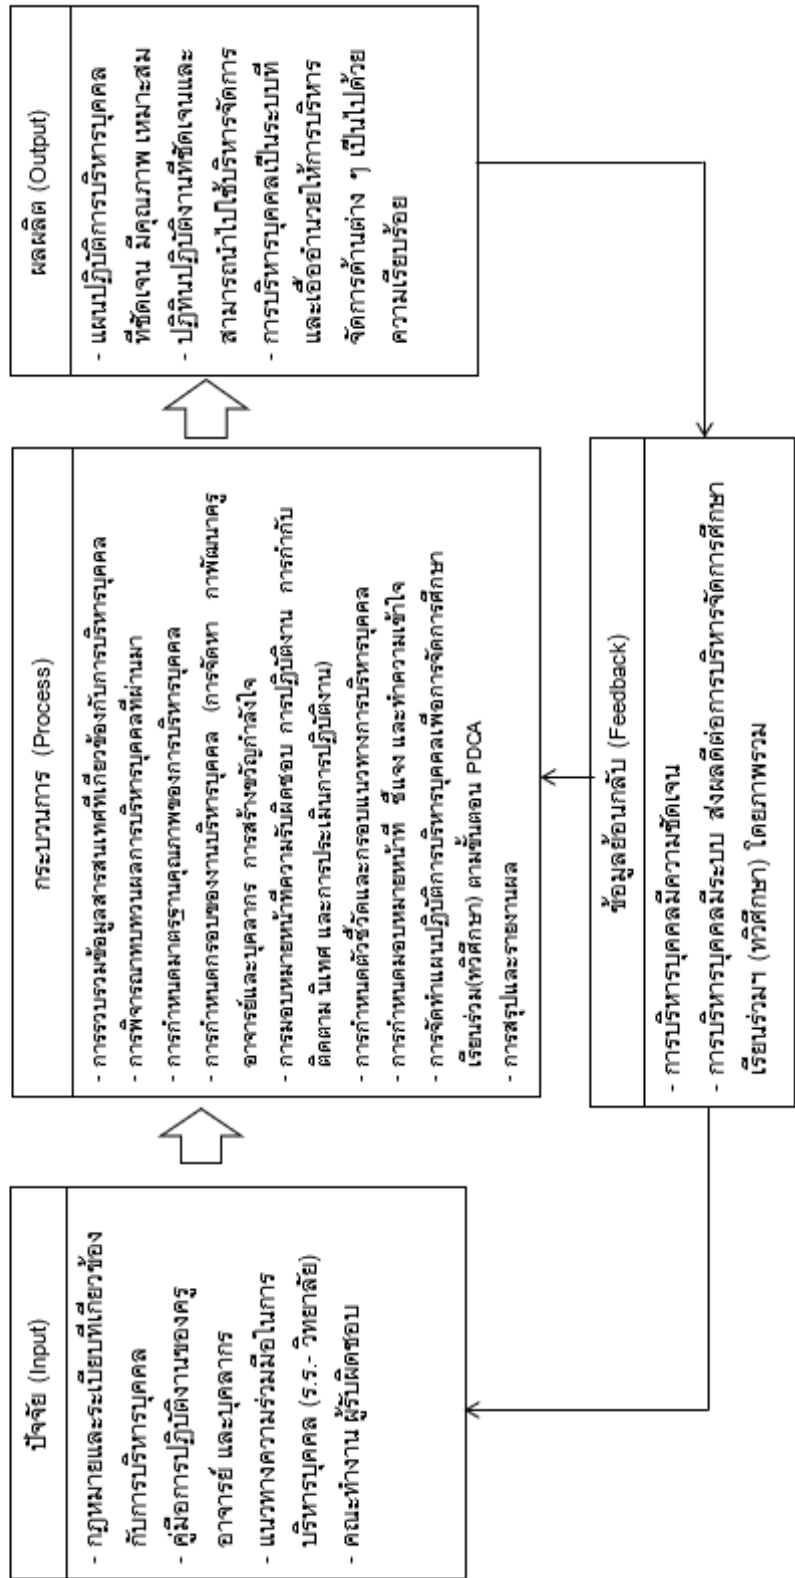 ปัจจัย (Input)
- กฎหมายและระเบียบที่เกี่ยวข้อง
กับการบริหารบุคคล
- คู่มือการปฏิบัติงานของครู
อาจารย์ และบุคลากร
- แนวทางความร่วมมือในการ
บริหารบุคคล (ร.ร.- วิทยาลัย)
- คณะทำงาน ผู้รับผิดชอบ
กระบวนการ (Process)
- การรวบรวมข้อมูลสารสนเทศที่เกี่ยวข้องกับการบริหารบุคคล
- การพิจารณาทบทวนผลการบริหารบุคคลที่ผ่านมา
- การกำหนดมาตรฐานคุณภาพของการบริหารบุคคล
- การกำหนดกรอบของงานบริหารบุคคล (การจัดหา กาพัฒนาครู
อาจารย์และบุคลากร การสร้างขวัญกำลังใจ
- การมอบหมายหน้าที่ความรับผิดชอบ การปฏิบัติงาน การกำกับ
ติดตาม นิเทศ และการประเมินการปฏิบัติงาน)
- การกำหนดตัวชี้วัดและกรอบแนวทางการบริหารบุคคล
- การกำหนดมอบหมายหน้าที่ ชี้แจง และทำความเข้าใจ
- การจัดทำแผนปฏิบัติการบริหารบุคคลเพื่อการจัดการศึกษา
เรียนร่วม(ทวิศึกษา) ตามขั้นตอน PDCA
- การสรุปและรายงานผล
ผลผลิต (Output)
- แผนปฏิบัติการบริหารบุคคล
ที่ชัดเจน มีคุณภาพ เหมาะสม
- ปฏิทินปฏิบัติงานที่ชัดเจนและ
สามารถนำไปใช้บริหารจัดการ
- การบริหารบุคคลเป็นระบบที่
และเอื้ออำนวยให้การบริหาร
จัดการด้านต่าง ๆ เป็นไปด้วย
ความเรียบร้อย
ข้อมูลย้อนกลับ (Feedback)
- การบริหารบุคคลมีความชัดเจน
- การบริหารบุคคลมีระบบ ส่งผลดีต่อการบริหารจัดการศึกษา
เรียนร่วมฯ (ทวิศึกษา) โดยภาพรวม